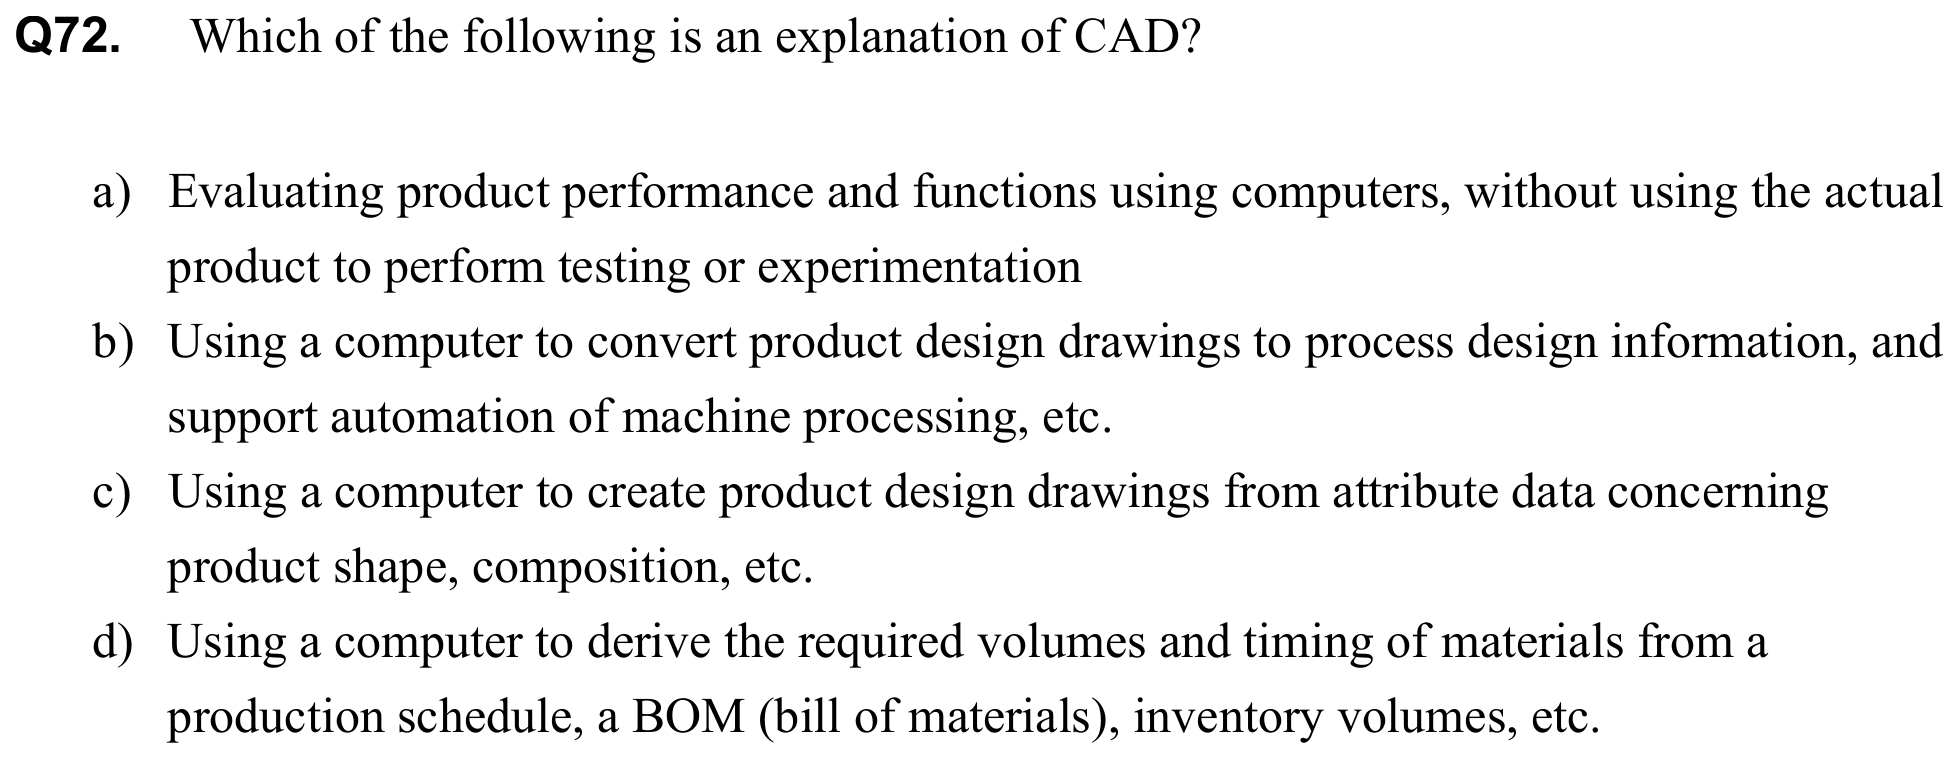 Q72. Which of the following is an explanation of CAD?
a) Evaluating product performance and functions using computers, without using the actual
product to perform testing or experimentation
b) Using a computer to convert product design drawings to process design information, and
support automation of machine processing, etc.
c) Using a computer to create product design drawings from attribute data concerning
product shape, composition, etc.
d) Using a computer to derive the required volumes and timing of materials from a
production schedule, a BOM (bill of materials), inventory volumes, etc.